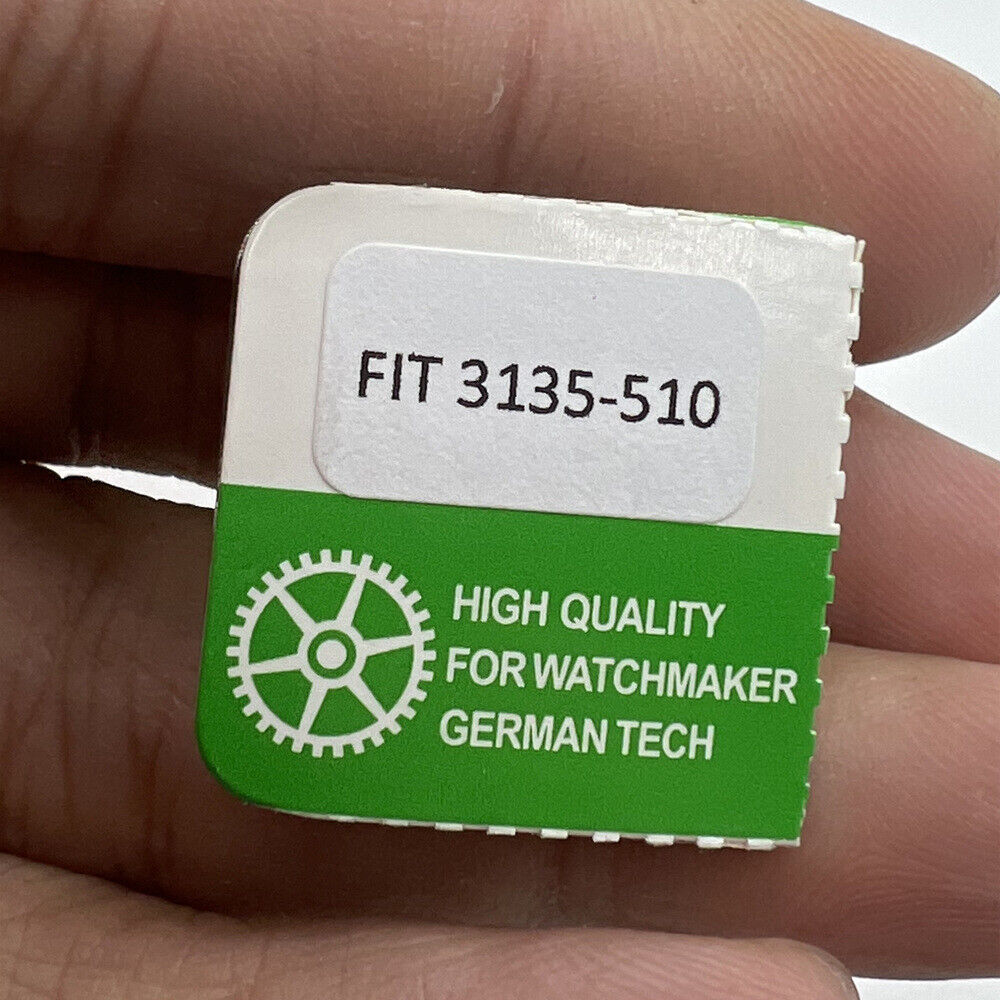 FIT 3135-510
HIGH QUALITY
FOR WATCHMAKER
GERMAN TECH